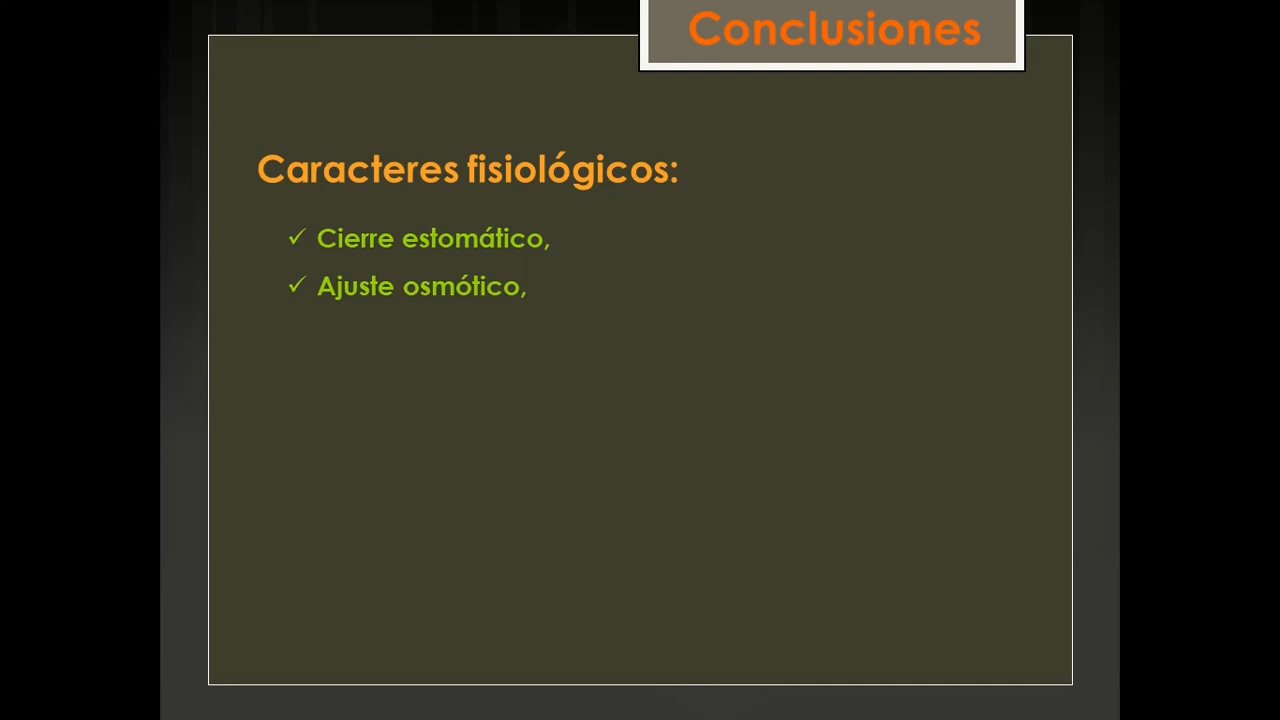 Conclusiones
Caracteres fisiológicos:
✓ Cierre estomático,
✓ Ajuste osmótico,